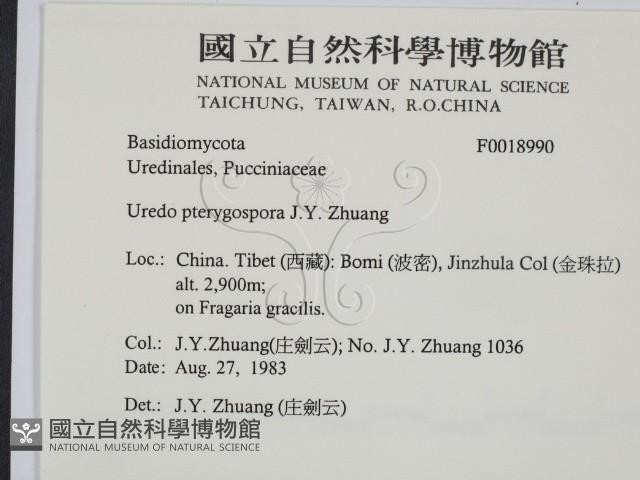 國立自然科學博物館
NATIONAL MUSEUM OF NATURAL SCIENCE
TAICHUNG, TAIWAN, R.O.CHINA
Basidiomycota F0018990
Uredinales, Pucciniaceae
Uredo pterygospora J.Y. Zhuang
Loc.: China. Tibet (西藏): Bomi (波密), Jinzhula Col (金珠拉)
alt. 2,900m;
on Fragaria gracilis.
Col.: J.Y.Zhuang(庄劍云); No. J.Y. Zhuang 1036
Date: Aug. 27, 1983
Det.: J.Y. Zhuang (庄劍云)
國立自然科學博物館
NATIONAL MUSEUM OF NATURAL SCIENCE